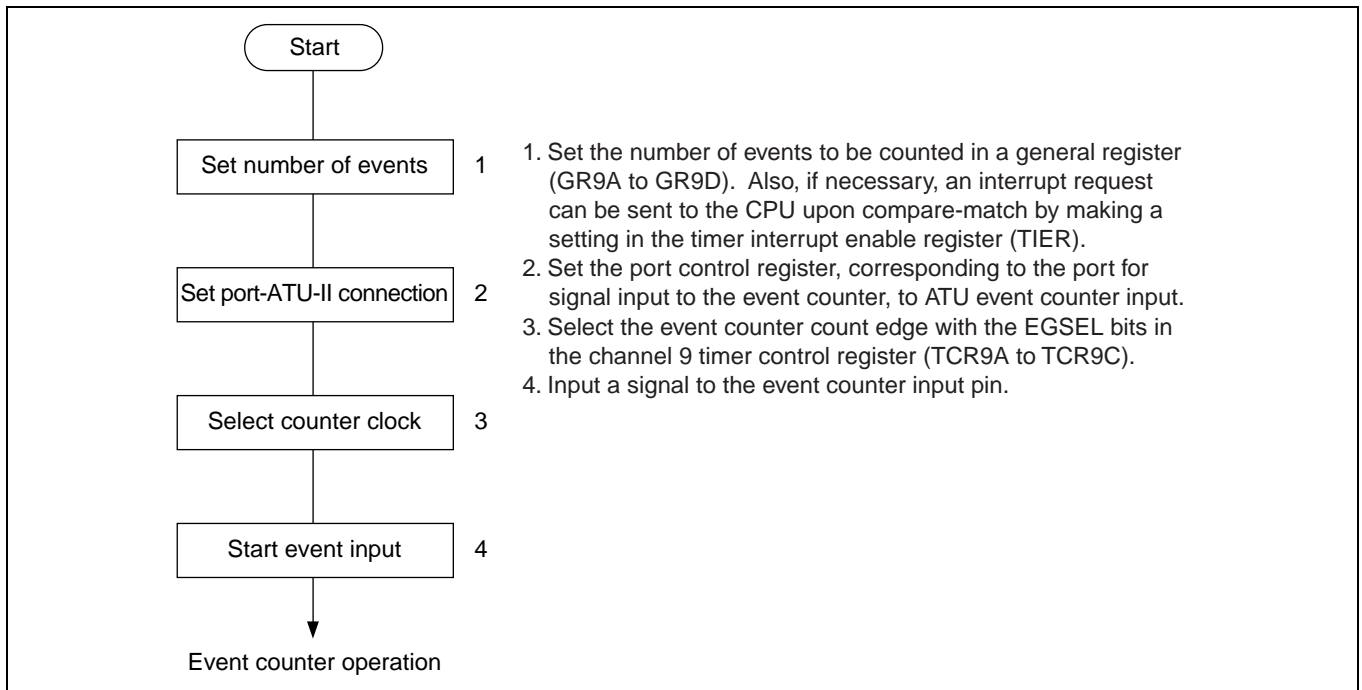 Start
Set number of events 1
Set port-ATU-II connection 2
Select counter clock 3
Start event input 4
Event counter operation
1. Set the number of events to be counted in a general register
(GR9A to GR9D). Also, if necessary, an interrupt request
can be sent to the CPU upon compare-match by making a
setting in the timer interrupt enable register (TIER).
2. Set the port control register, corresponding to the port for
signal input to the event counter, to ATU event counter input.
3. Select the event counter count edge with the EGSEL bits in
the channel 9 timer control register (TCR9A to TCR9C).
4. Input a signal to the event counter input pin.